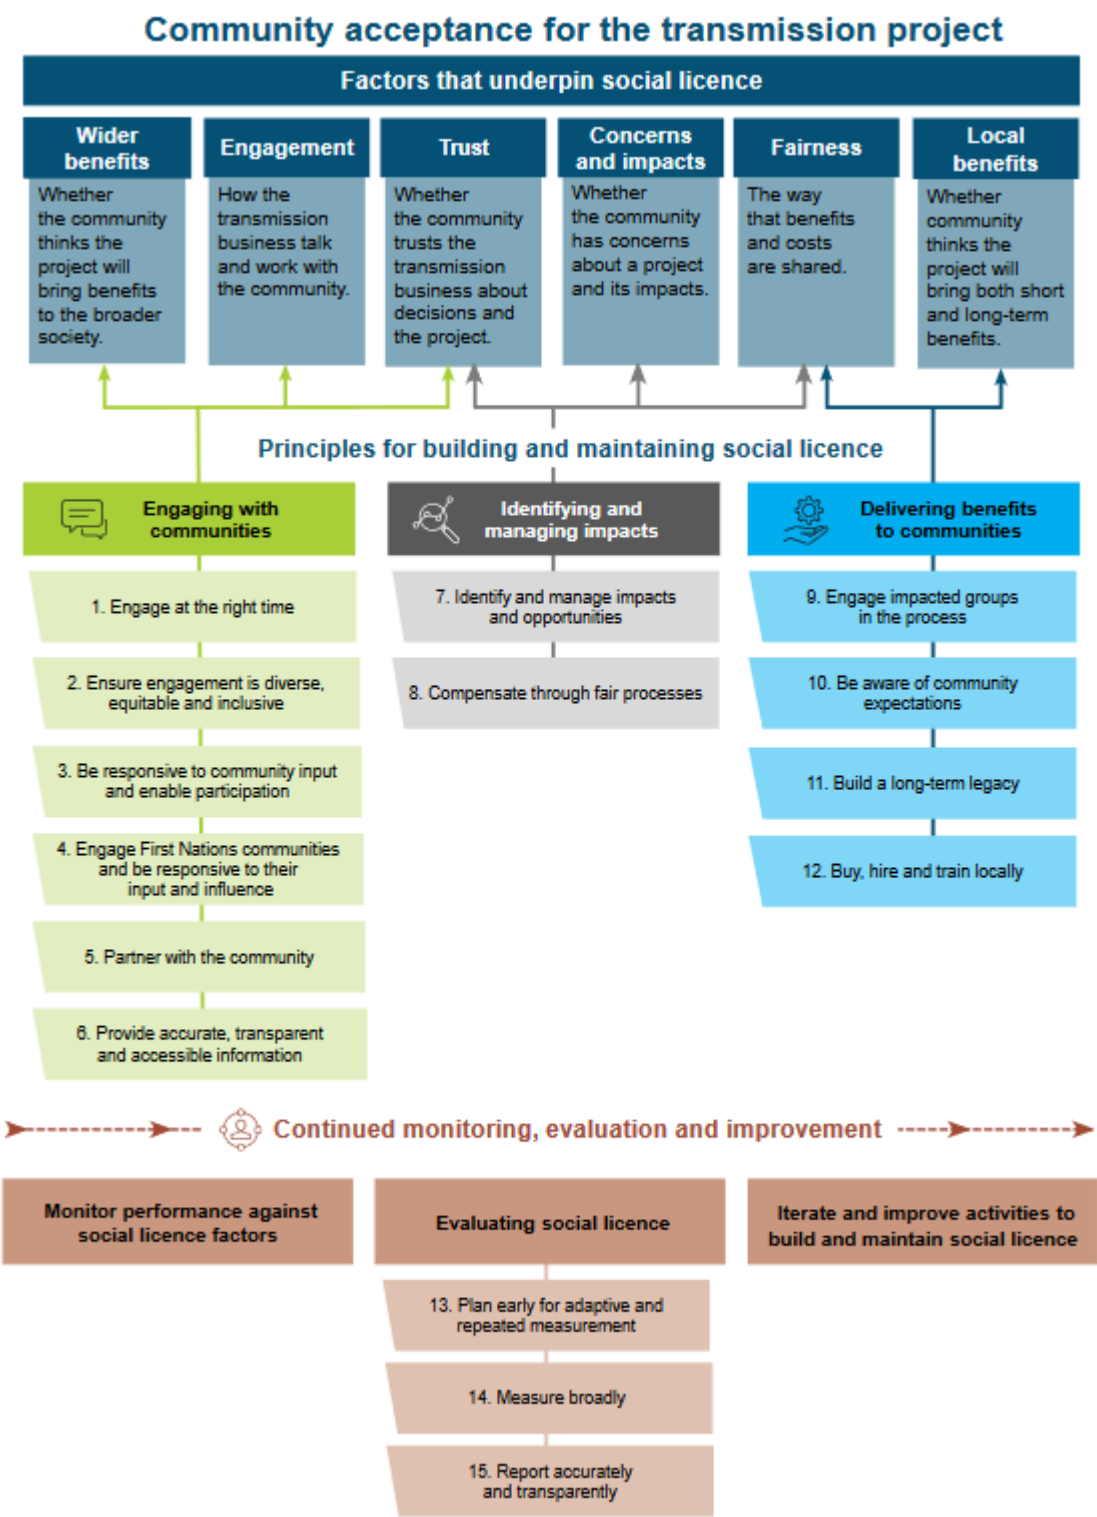 Community acceptance for the transmission project
Factors that underpin social licence
Wider
benefits
Whether
the community
thinks the
project will
bring benefits
to the broader
society.
Engagement
How the
transmission
business talk
and work with
the community.
Trust
Whether
the community
trusts the
transmission
business about
decisions and
the project.
Concerns
and impacts
Whether
the community
has concerns
about a project
and its impacts.
Fairness
The way
that benefits
and costs
are shared.
Local
benefits
Whether
community
thinks the
project will
bring both short
and long-term
benefits.
Principles for building and maintaining social licence
Engaging with
communities
1. Engage at the right time
2. Ensure engagement is diverse,
equitable and inclusive
3. Be responsive to community input
and enable participation
4. Engage First Nations communities
and be responsive to their
input and influence
5. Partner with the community
6. Provide accurate, transparent
and accessible information
Identifying and
managing impacts
7. Identify and manage impacts
and opportunities
8. Compensate through fair processes
Delivering benefits
to communities
9. Engage impacted groups
in the process
10. Be aware of community
expectations
11. Build a long-term legacy
12. Buy, hire and train locally
Continued monitoring, evaluation and improvement
Monitor performance against
social licence factors
Evaluating social licence
13. Plan early for adaptive and
repeated measurement
14. Measure broadly
15. Report accurately
and transparently
Iterate and improve activities to
build and maintain social licence